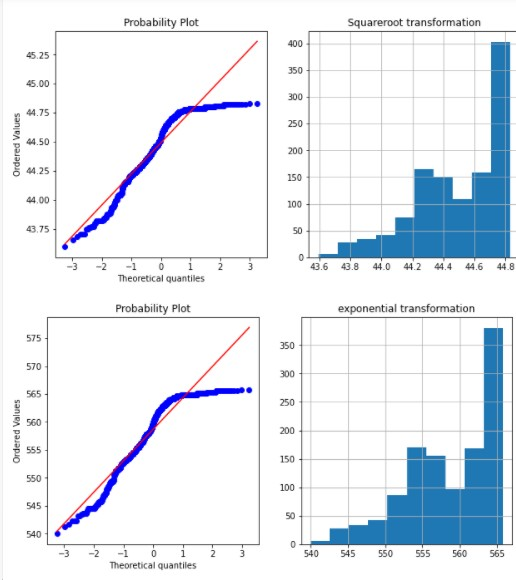 Probability Plot
Squareroot transformation
45.25
45.00
44.75
44.50
44.25
44.00
43.75
Ordered Values
−3 −2 −1 0 1 2 3
Theoretical quantiles
400
350
300
250
200
150
100
50
0
43.6 43.8 44.0 44.2 44.4 44.6 44.8
Probability Plot
exponential transformation
575
570
565
560
555
550
545
540
Ordered Values
−3 −2 −1 0 1 2 3
Theoretical quantiles
350
300
250
200
150
100
50
0
540 545 550 555 560 565